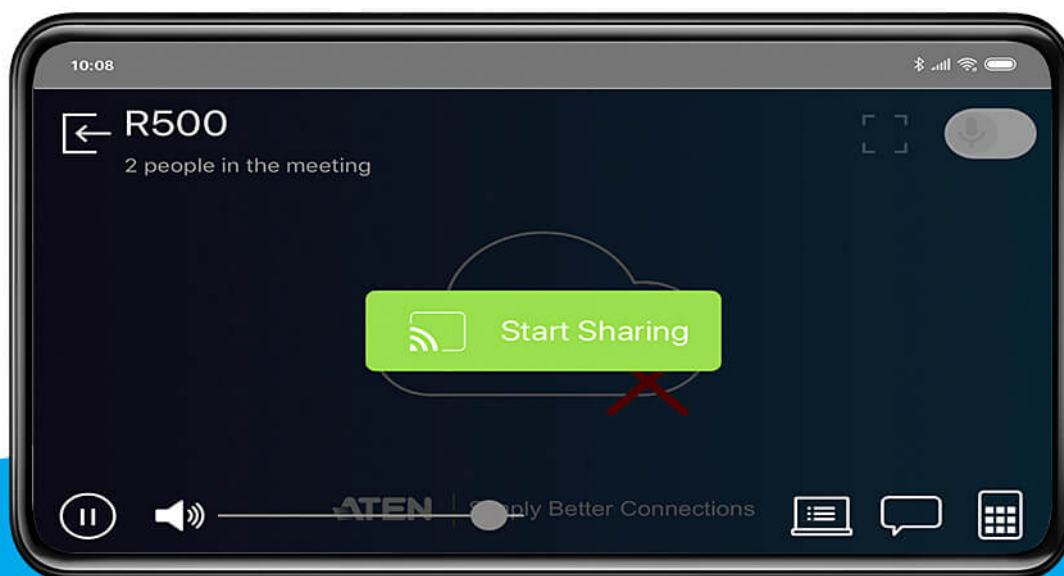 10:08
R500
2 people in the meeting
Start Sharing
ATEN Simply Better Connections